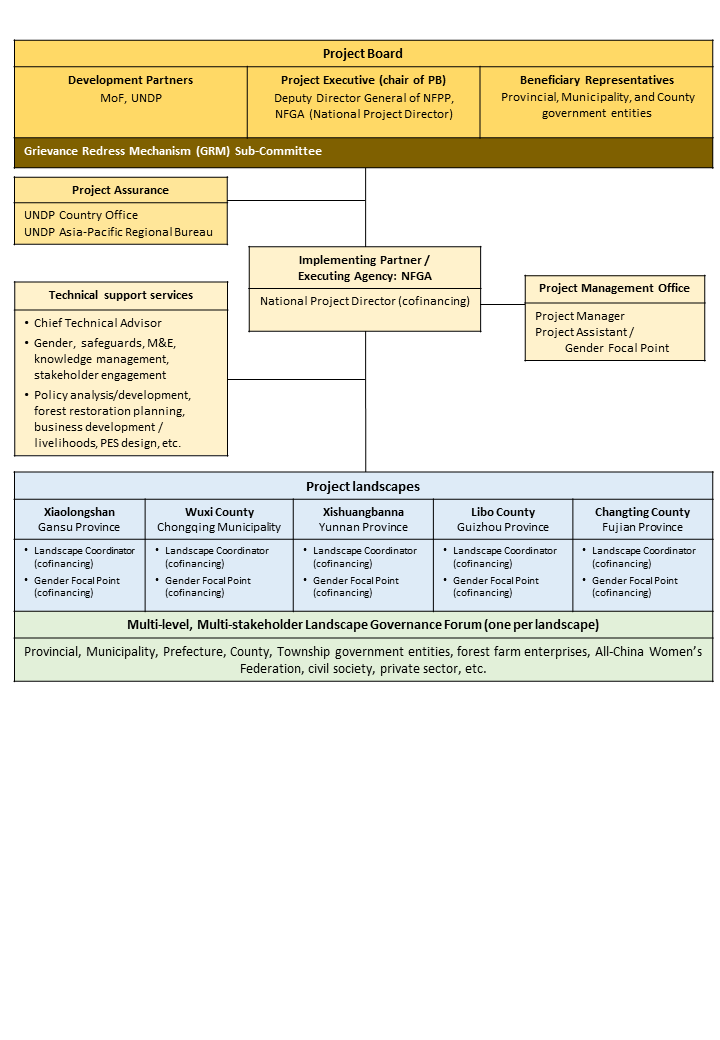 Project Board
Development Partners
MoF, UNDP
Project Executive (chair of PB)
Deputy Director General of NFPP,
NFGA (National Project Director)
Beneficiary Representatives
Provincial, Municipality, and County
government entities
Grievance Redress Mechanism (GRM) Sub-Committee
Project Assurance
UNDP Country Office
UNDP Asia-Pacific Regional Bureau
Implementing Partner /
Executing Agency: NFGA
National Project Director (cofinancing)
Project Management Office
Project Manager
Project Assistant /
Gender Focal Point
Technical support services
• Chief Technical Advisor
• Gender, safeguards, M&E,
knowledge management,
stakeholder engagement
• Policy analysis/development,
forest restoration planning,
business development /
livelihoods, PES design, etc.
Project landscapes
Xiaolongshan
Gansu Province
• Landscape Coordinator
(cofinancing)
• Gender Focal Point
(cofinancing)
Wuxi County
Chongqing Municipality
• Landscape Coordinator
(cofinancing)
• Gender Focal Point
(cofinancing)
Xishuangbanna
Yunnan Province
• Landscape Coordinator
(cofinancing)
• Gender Focal Point
(cofinancing)
Libo County
Guizhou Province
• Landscape Coordinator
(cofinancing)
• Gender Focal Point
(cofinancing)
Changting County
Fujian Province
• Landscape Coordinator
(cofinancing)
• Gender Focal Point
(cofinancing)
Multi-level, Multi-stakeholder Landscape Governance Forum (one per landscape)
Provincial, Municipality, Prefecture, County, Township government entities, forest farm enterprises, All-China Women's
Federation, civil society, private sector, etc.